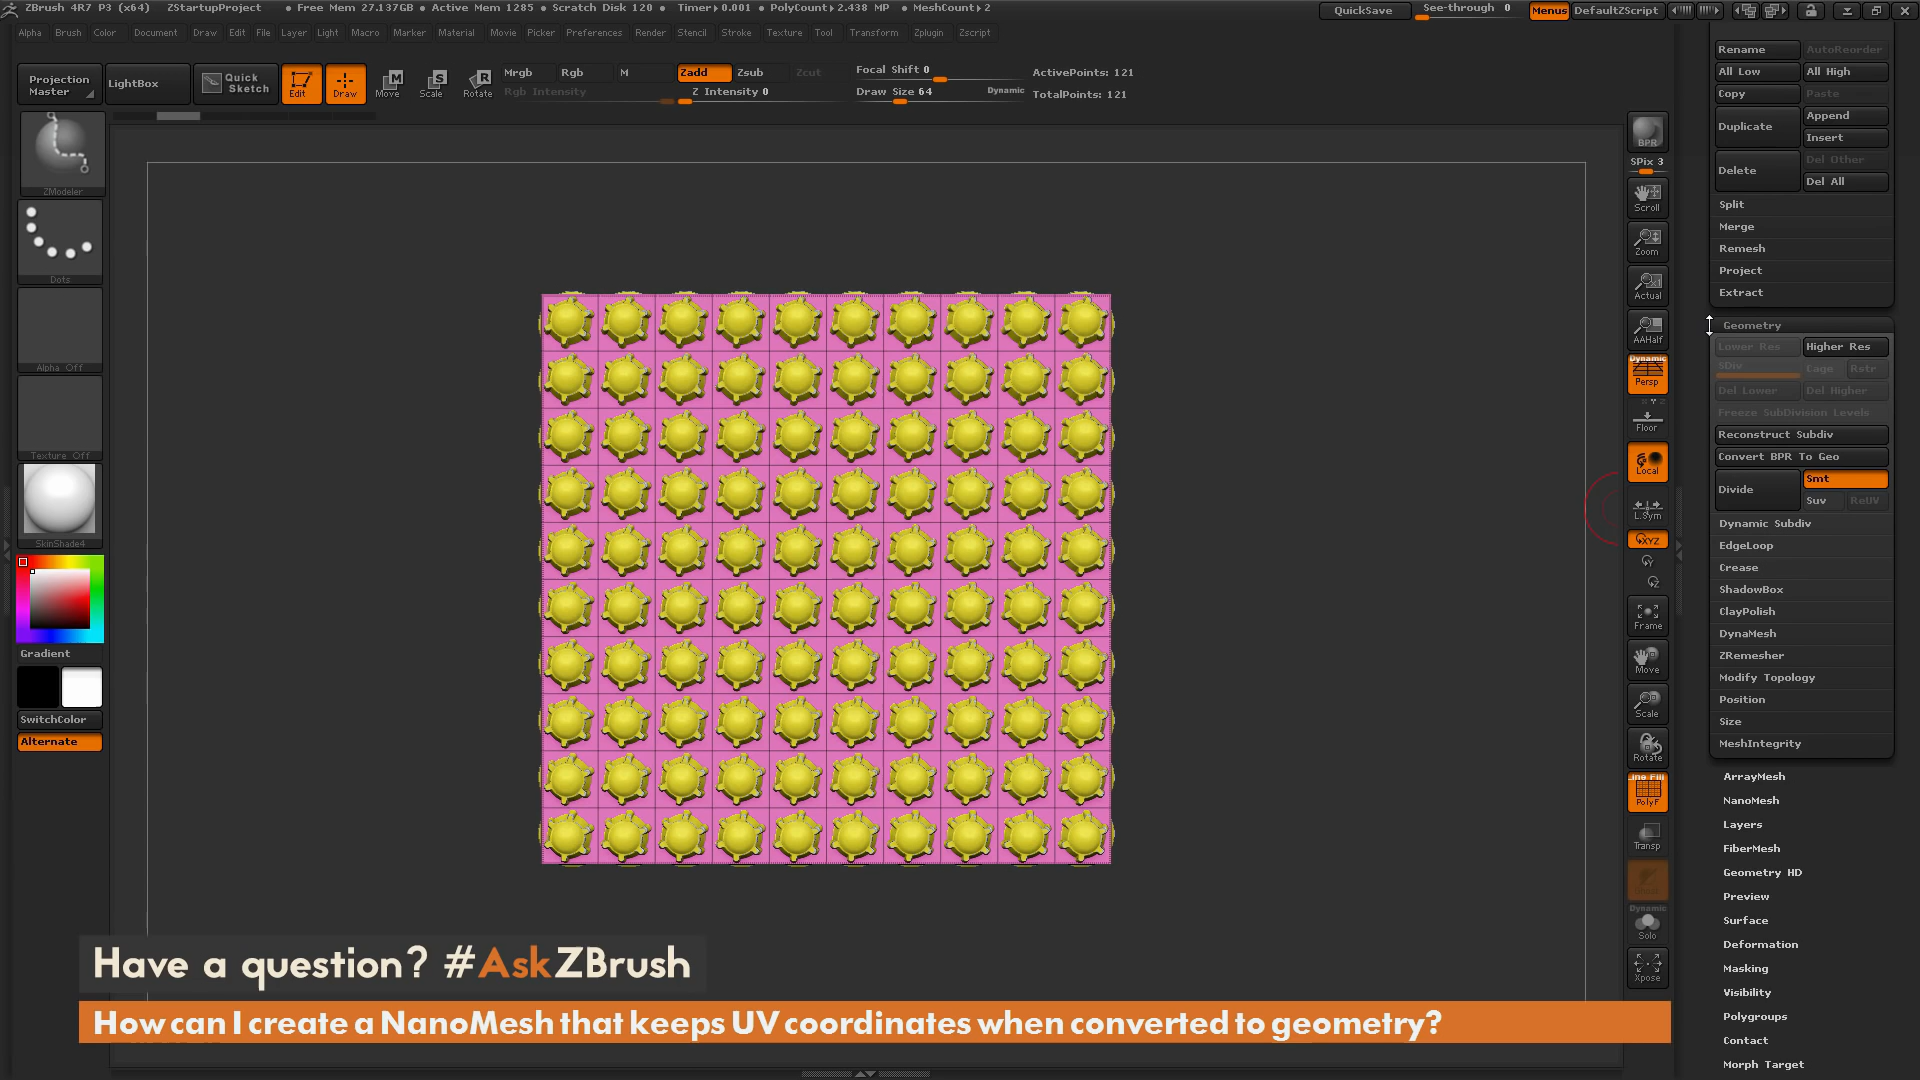 ZBrush 4R7 P3 (x64) ZStartupProject • Free Mem 27.137GB • Active Mem 1285 • Scratch Disk 120 • Timer▸0.001 • PolyCount▸2.438 MP • MeshCount▸2 QuickSave See-through 0 Menus DefaultZScript
Alpha Brush Color Document Draw Edit File Layer Light Macro Marker Material Movie Picker Preferences Render Stencil Stroke Texture Tool Transform Zplugin Zscript
Projection Master
LightBox
Quick Sketch
Edit
Draw
Move
Scale
Rotate
Mrgb Rgb M Zadd Zsub Zcut
Rgb Intensity Z Intensity 0
Focal Shift 0
Draw Size 64 Dynamic
ActivePoints: 121
TotalPoints: 121
ZModeler
Dots
Alpha Off
Texture Off
SkinShade4
Gradient
SwitchColor
Alternate
BPR
SPix 3
Scroll
Zoom
Actual
AAHalf
Dynamic
Persp
Floor
Local
L.Sym
XYZ
Y
Z
Frame
Move
Scale
Rotate
Line Fill
PolyF
Transp
Dynamic
Solo
Xpose
Rename AutoReorder
All Low All High
Copy Paste
Duplicate Append
Insert
Del Other
Delete Del All
Split
Merge
Remesh
Project
Extract
Geometry
Lower Res Higher Res
SDiv Cage Rstr
Del Lower Del Higher
Freeze SubDivision Levels
Reconstruct Subdiv
Convert BPR To Geo
Divide Smt
Suv ReUV
Dynamic Subdiv
EdgeLoop
Crease
ShadowBox
ClayPolish
DynaMesh
ZRemesher
Modify Topology
Position
Size
MeshIntegrity
ArrayMesh
NanoMesh
Layers
FiberMesh
Geometry HD
Preview
Surface
Deformation
Masking
Visibility
Polygroups
Contact
Morph Target
Have a question? #AskZBrush
How can I create a NanoMesh that keeps UV coordinates when converted to geometry?